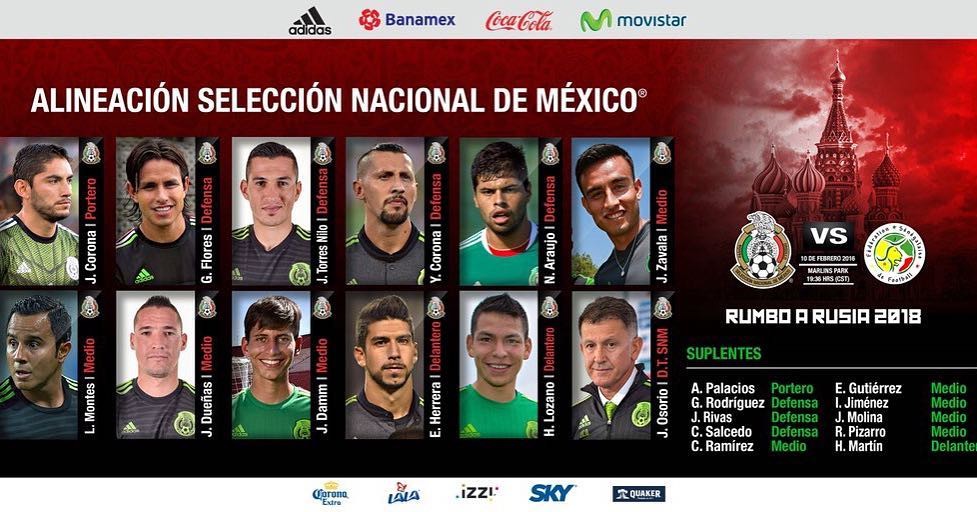 adidas
Banamex
Coca-Cola
movistar
ALINEACIÓN SELECCIÓN NACIONAL DE MÉXICO®
J. Corona | Portero
G. Flores | Defensa
J. Torres Nilo | Defensa
Y. Corona | Defensa
N. Araujo | Defensa
J. Zavala | Medio
L. Montes | Medio
J. Dueñas | Medio
J. Damm | Medio
E. Herrera | Delantero
H. Lozano | Delantero
J. Osorio | D.T. SNM
VS
10 DE FEBRERO 2016
MARLINS PARK
19:36 HRS (CST)
Fédération Sénégalaise
de Football
RUMBO A RUSIA 2018
SUPLENTES
A. Palacios Portero E. Gutiérrez Medio
G. Rodríguez Defensa I. Jiménez Medio
J. Rivas Defensa J. Molina Medio
C. Salcedo Defensa R. Pizarro Medio
C. Ramírez Medio H. Martín Delanter
Corona
Extra
LALA
izzi
SKY
QUAKER